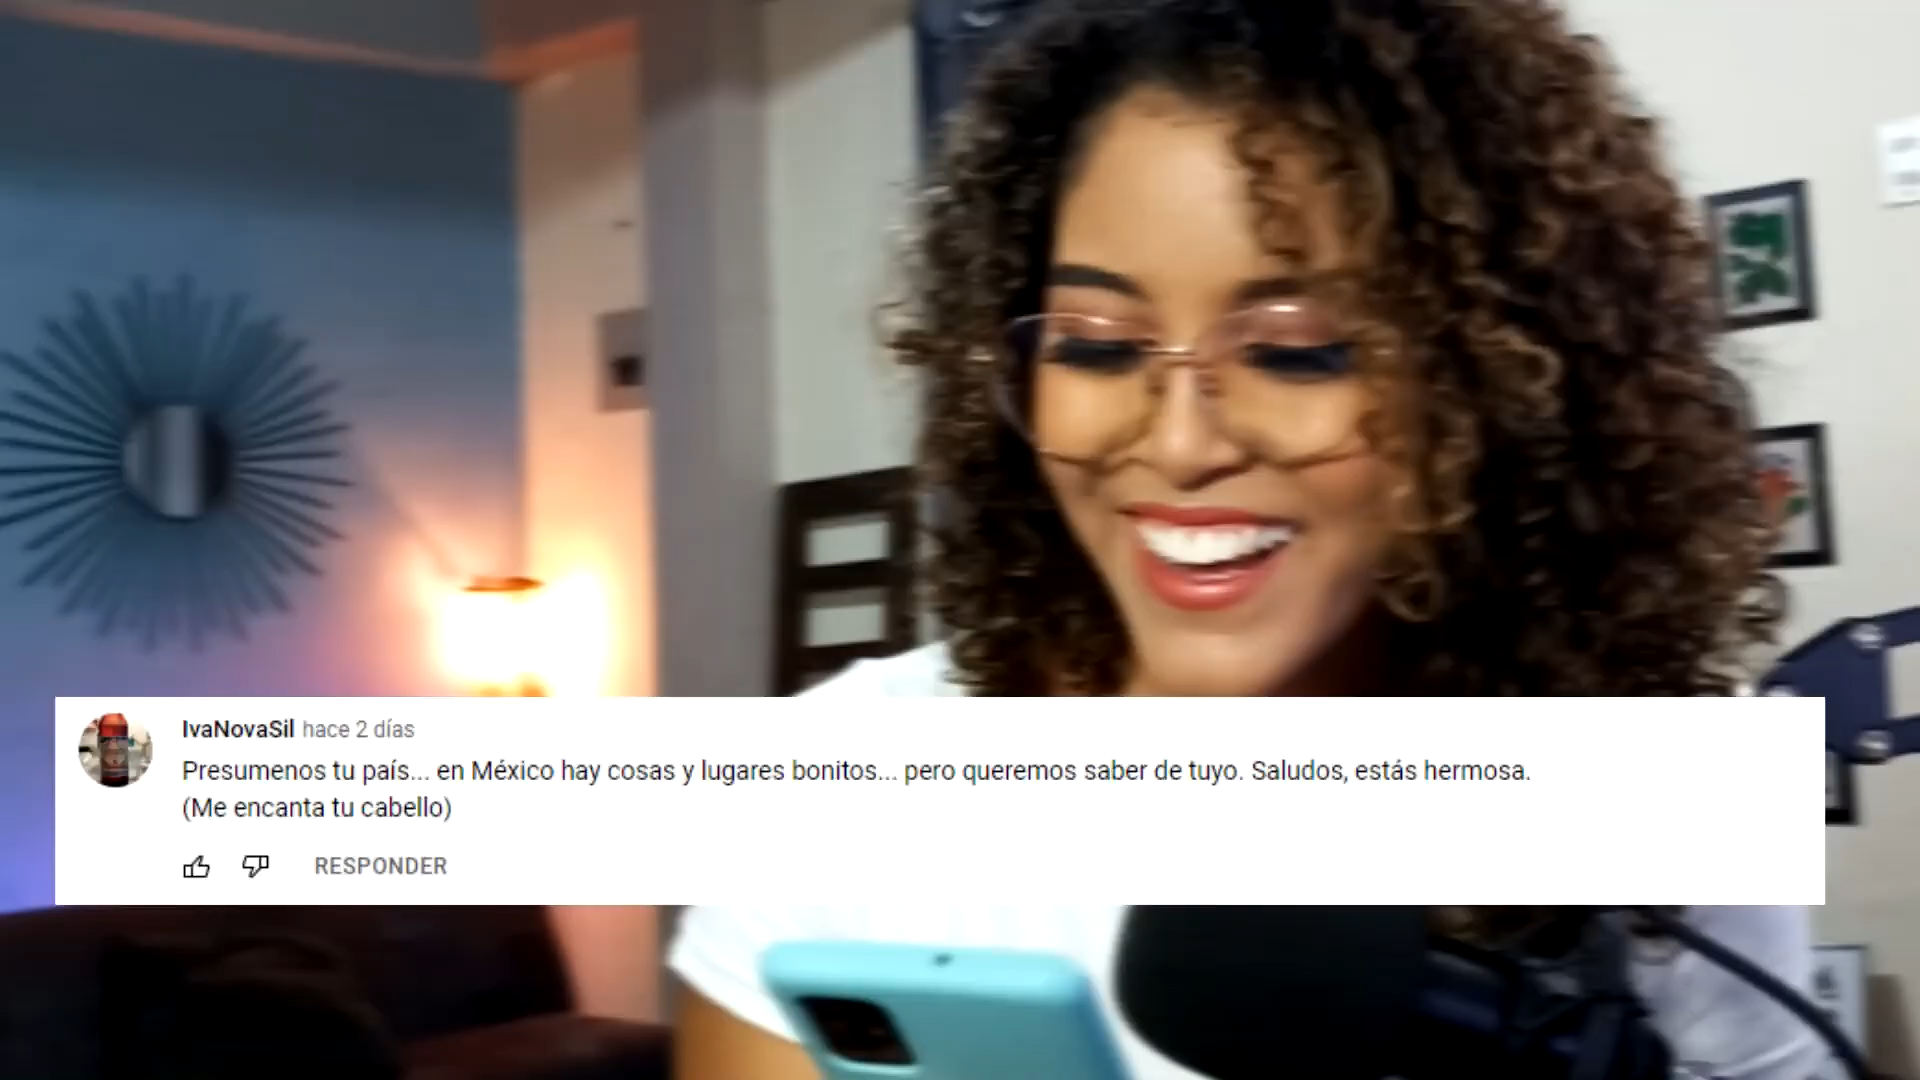 IvaNovaSil hace 2 días
Presumenos tu país... en México hay cosas y lugares bonitos... pero queremos saber de tuyo. Saludos, estás hermosa.
(Me encanta tu cabello)
RESPONDER